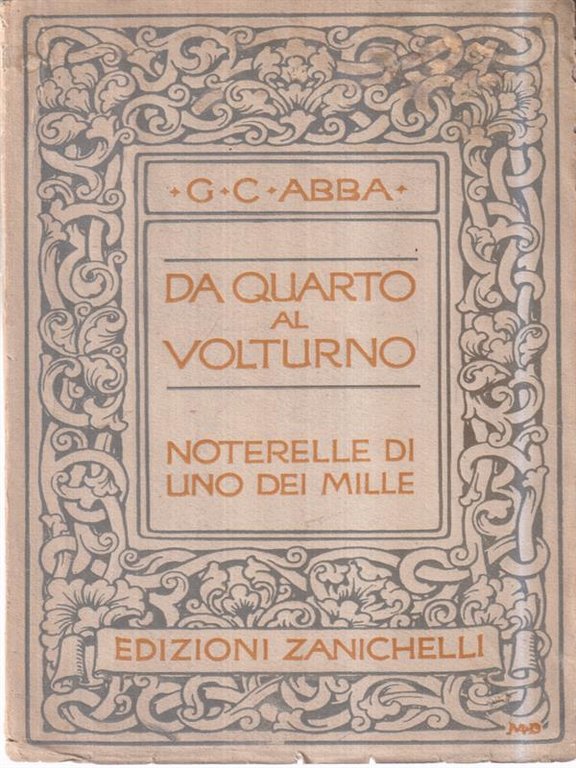 G·C·ABBA
DA QUARTO
AL
VOLTURNO
NOTERELLE DI
UNO DEI MILLE
EDIZIONI ZANICHELLI
M·D